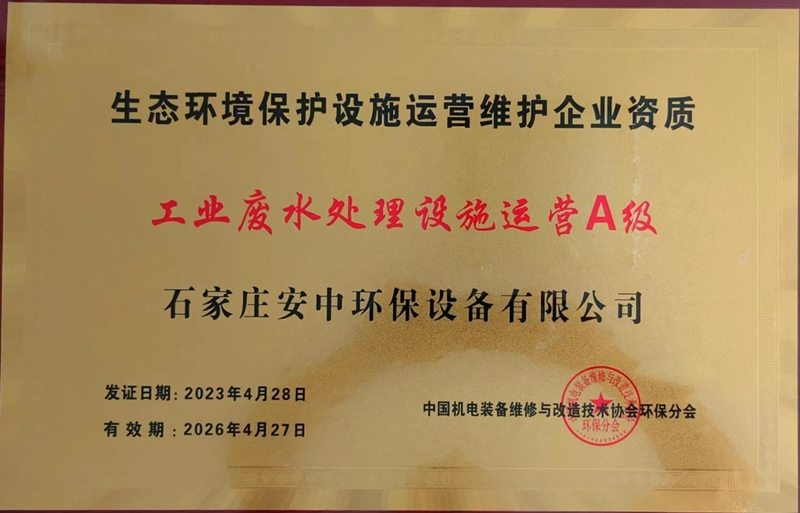 生态环境保护设施运营维护企业资质
工业废水处理设施运营A级
石家庄安中环保设备有限公司
发证日期：2023年4月28日
有效期：2026年4月27日
中国机电装备维修与改造技术协会环保分会
环保分会